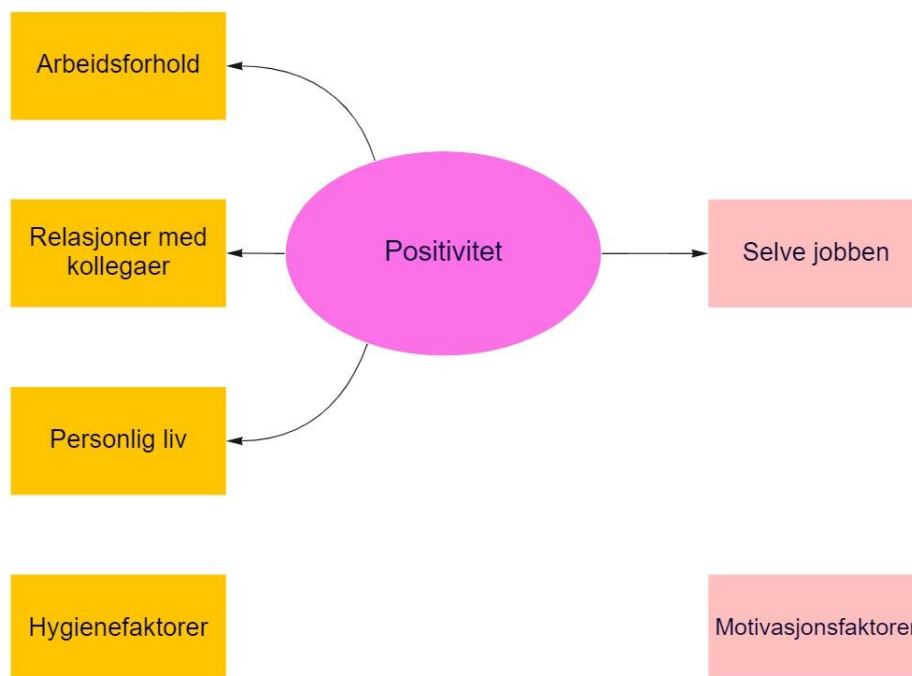 Arbeidsforhold
Relasjoner med
kollegaer
Positivitet
Selve jobben
Personlig liv
Hygienefaktorer
Motivasjonsfaktorer